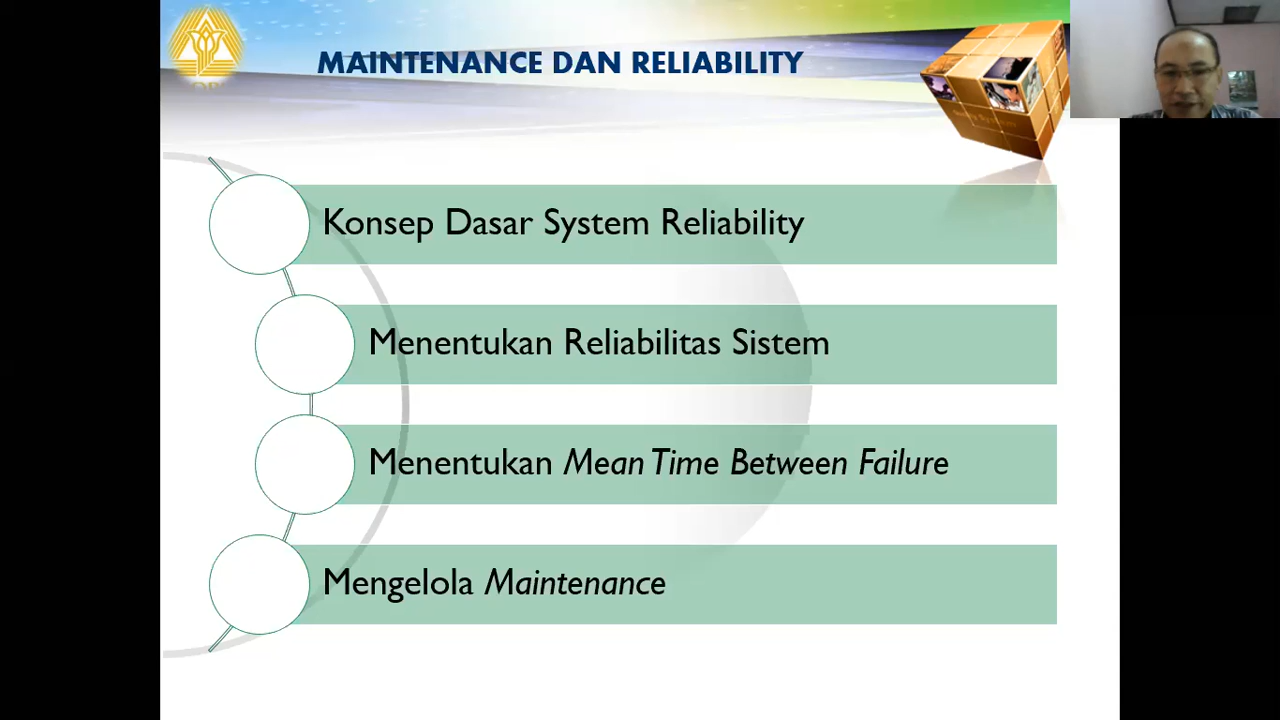 MAINTENANCE DAN RELIABILITY
Konsep Dasar System Reliability
Menentukan Reliabilitas Sistem
Menentukan Mean Time Between Failure
Mengelola Maintenance